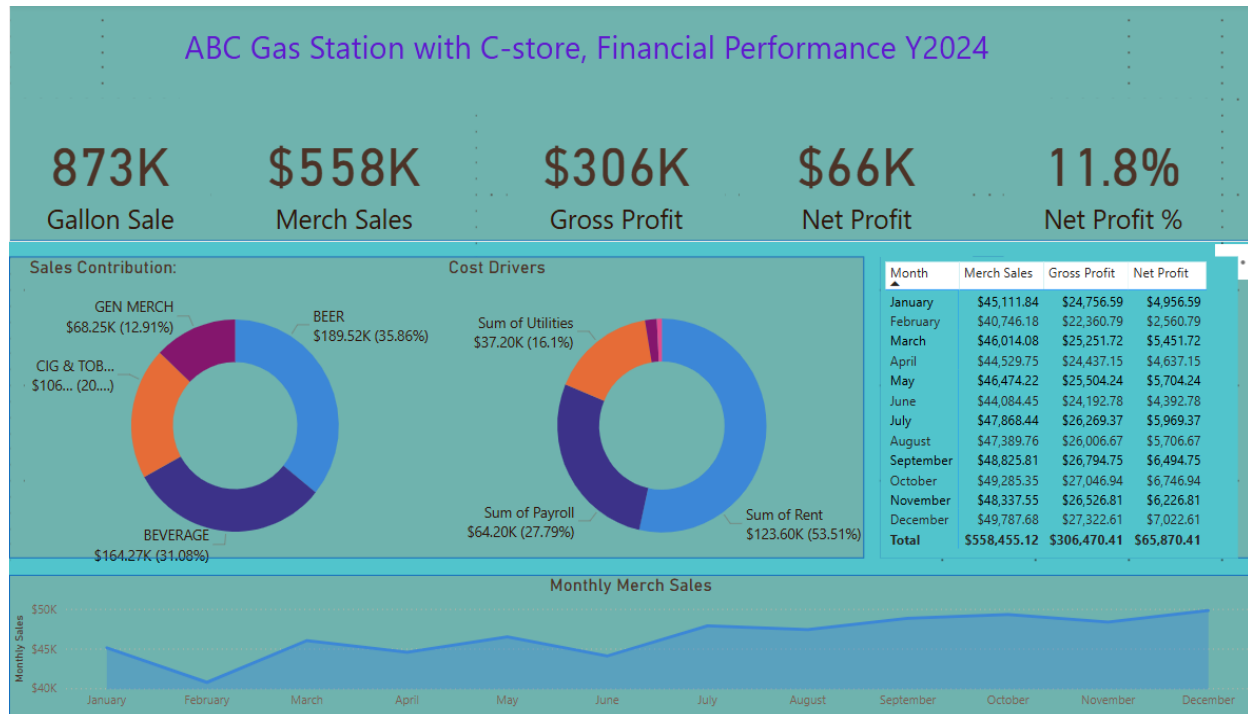 ABC Gas Station with C-store, Financial Performance Y2024
873K
Gallon Sale
$558K
Merch Sales
$306K
Gross Profit
$66K
Net Profit
11.8%
Net Profit %
Sales Contribution:
GEN MERCH
$68.25K (12.91%)
BEER
$189.52K (35.86%)
CIG & TOB...
$106... (20....)
BEVERAGE
$164.27K (31.08%)
Cost Drivers
Sum of Utilities
$37.20K (16.1%)
Sum of Payroll
$64.20K (27.79%)
Sum of Rent
$123.60K (53.51%)
Month Merch Sales Gross Profit Net Profit
January $45,111.84 $24,756.59 $4,956.59
February $40,746.18 $22,360.79 $2,560.79
March $46,014.08 $25,251.72 $5,451.72
April $44,529.75 $24,437.15 $4,637.15
May $46,474.22 $25,504.24 $5,704.24
June $44,084.45 $24,192.78 $4,392.78
July $47,868.44 $26,269.37 $5,969.37
August $47,389.76 $26,006.67 $5,706.67
September $48,825.81 $26,794.75 $6,494.75
October $49,285.35 $27,046.94 $6,746.94
November $48,337.55 $26,526.81 $6,226.81
December $49,787.68 $27,322.61 $7,022.61
Total $558,455.12 $306,470.41 $65,870.41
Monthly Merch Sales
Monthly Sales
$50K
$45K
$40K
January February March April May June July August September October November December